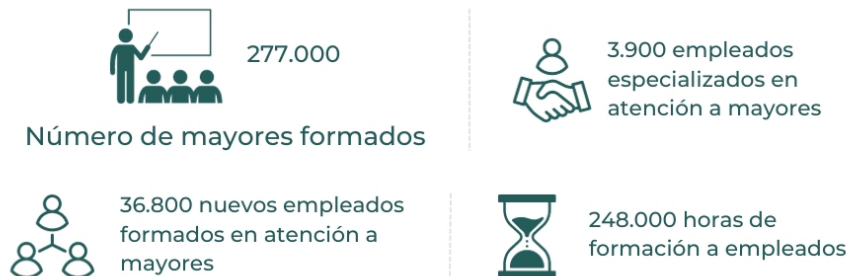 277.000
Número de mayores formados
3.900 empleados
especializados en
atención a mayores
36.800 nuevos empleados
formados en atención a
mayores
248.000 horas de
formación a empleados